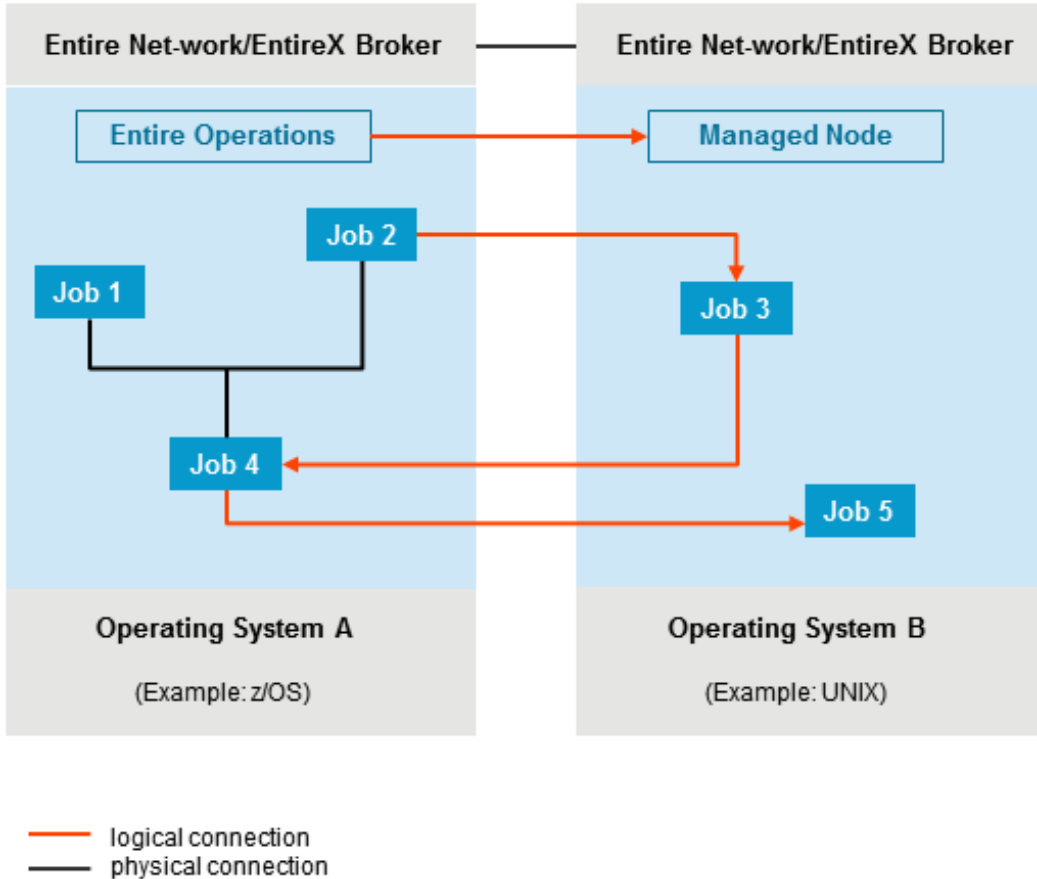 Entire Net-work/EntireX Broker
Entire Net-work/EntireX Broker
Entire Operations
Managed Node
Job 2
Job 1
Job 3
Job 4
Job 5
Operating System A
(Example: z/OS)
Operating System B
(Example: UNIX)
logical connection
physical connection